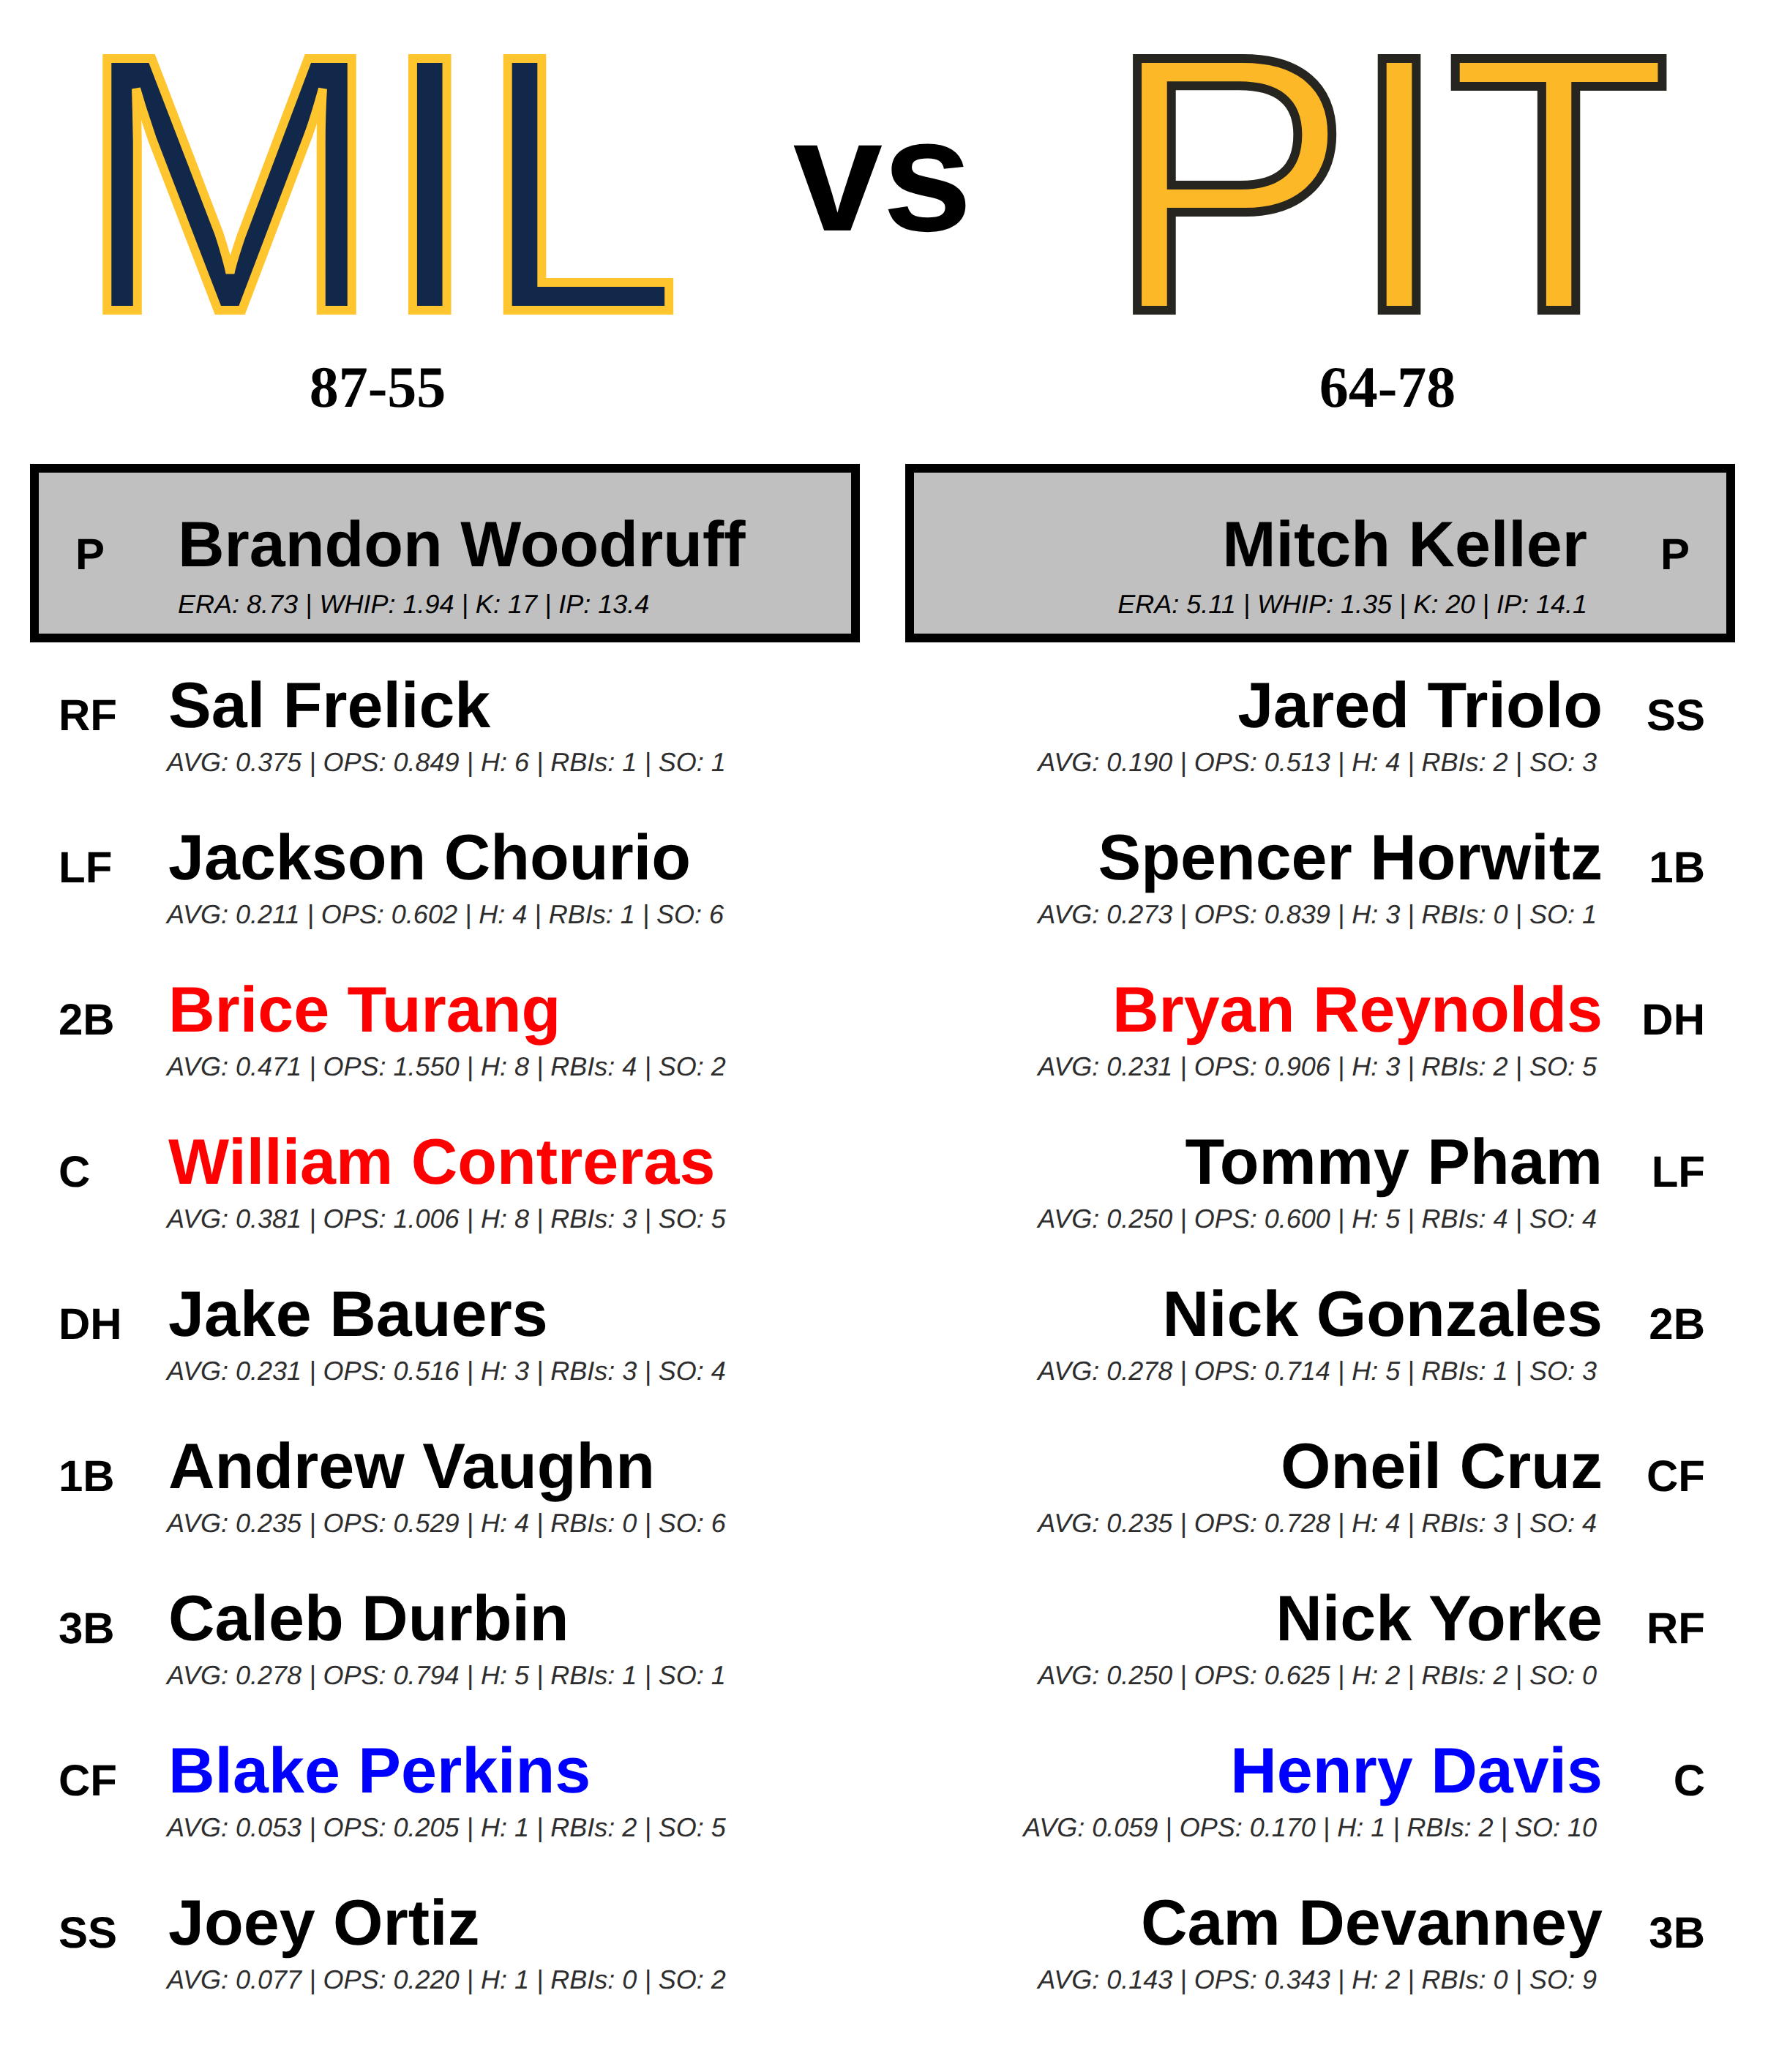 MIL vs PIT
87-55
64-78
P Brandon Woodruff
ERA: 8.73 | WHIP: 1.94 | K: 17 | IP: 13.4
Mitch Keller P
ERA: 5.11 | WHIP: 1.35 | K: 20 | IP: 14.1
RF Sal Frelick
AVG: 0.375 | OPS: 0.849 | H: 6 | RBIs: 1 | SO: 1
LF Jackson Chourio
AVG: 0.211 | OPS: 0.602 | H: 4 | RBIs: 1 | SO: 6
2B Brice Turang
AVG: 0.471 | OPS: 1.550 | H: 8 | RBIs: 4 | SO: 2
C William Contreras
AVG: 0.381 | OPS: 1.006 | H: 8 | RBIs: 3 | SO: 5
DH Jake Bauers
AVG: 0.231 | OPS: 0.516 | H: 3 | RBIs: 3 | SO: 4
1B Andrew Vaughn
AVG: 0.235 | OPS: 0.529 | H: 4 | RBIs: 0 | SO: 6
3B Caleb Durbin
AVG: 0.278 | OPS: 0.794 | H: 5 | RBIs: 1 | SO: 1
CF Blake Perkins
AVG: 0.053 | OPS: 0.205 | H: 1 | RBIs: 2 | SO: 5
SS Joey Ortiz
AVG: 0.077 | OPS: 0.220 | H: 1 | RBIs: 0 | SO: 2
Jared Triolo SS
AVG: 0.190 | OPS: 0.513 | H: 4 | RBIs: 2 | SO: 3
Spencer Horwitz 1B
AVG: 0.273 | OPS: 0.839 | H: 3 | RBIs: 0 | SO: 1
Bryan Reynolds DH
AVG: 0.231 | OPS: 0.906 | H: 3 | RBIs: 2 | SO: 5
Tommy Pham LF
AVG: 0.250 | OPS: 0.600 | H: 5 | RBIs: 4 | SO: 4
Nick Gonzales 2B
AVG: 0.278 | OPS: 0.714 | H: 5 | RBIs: 1 | SO: 3
Oneil Cruz CF
AVG: 0.235 | OPS: 0.728 | H: 4 | RBIs: 3 | SO: 4
Nick Yorke RF
AVG: 0.250 | OPS: 0.625 | H: 2 | RBIs: 2 | SO: 0
Henry Davis C
AVG: 0.059 | OPS: 0.170 | H: 1 | RBIs: 2 | SO: 10
Cam Devanney 3B
AVG: 0.143 | OPS: 0.343 | H: 2 | RBIs: 0 | SO: 9